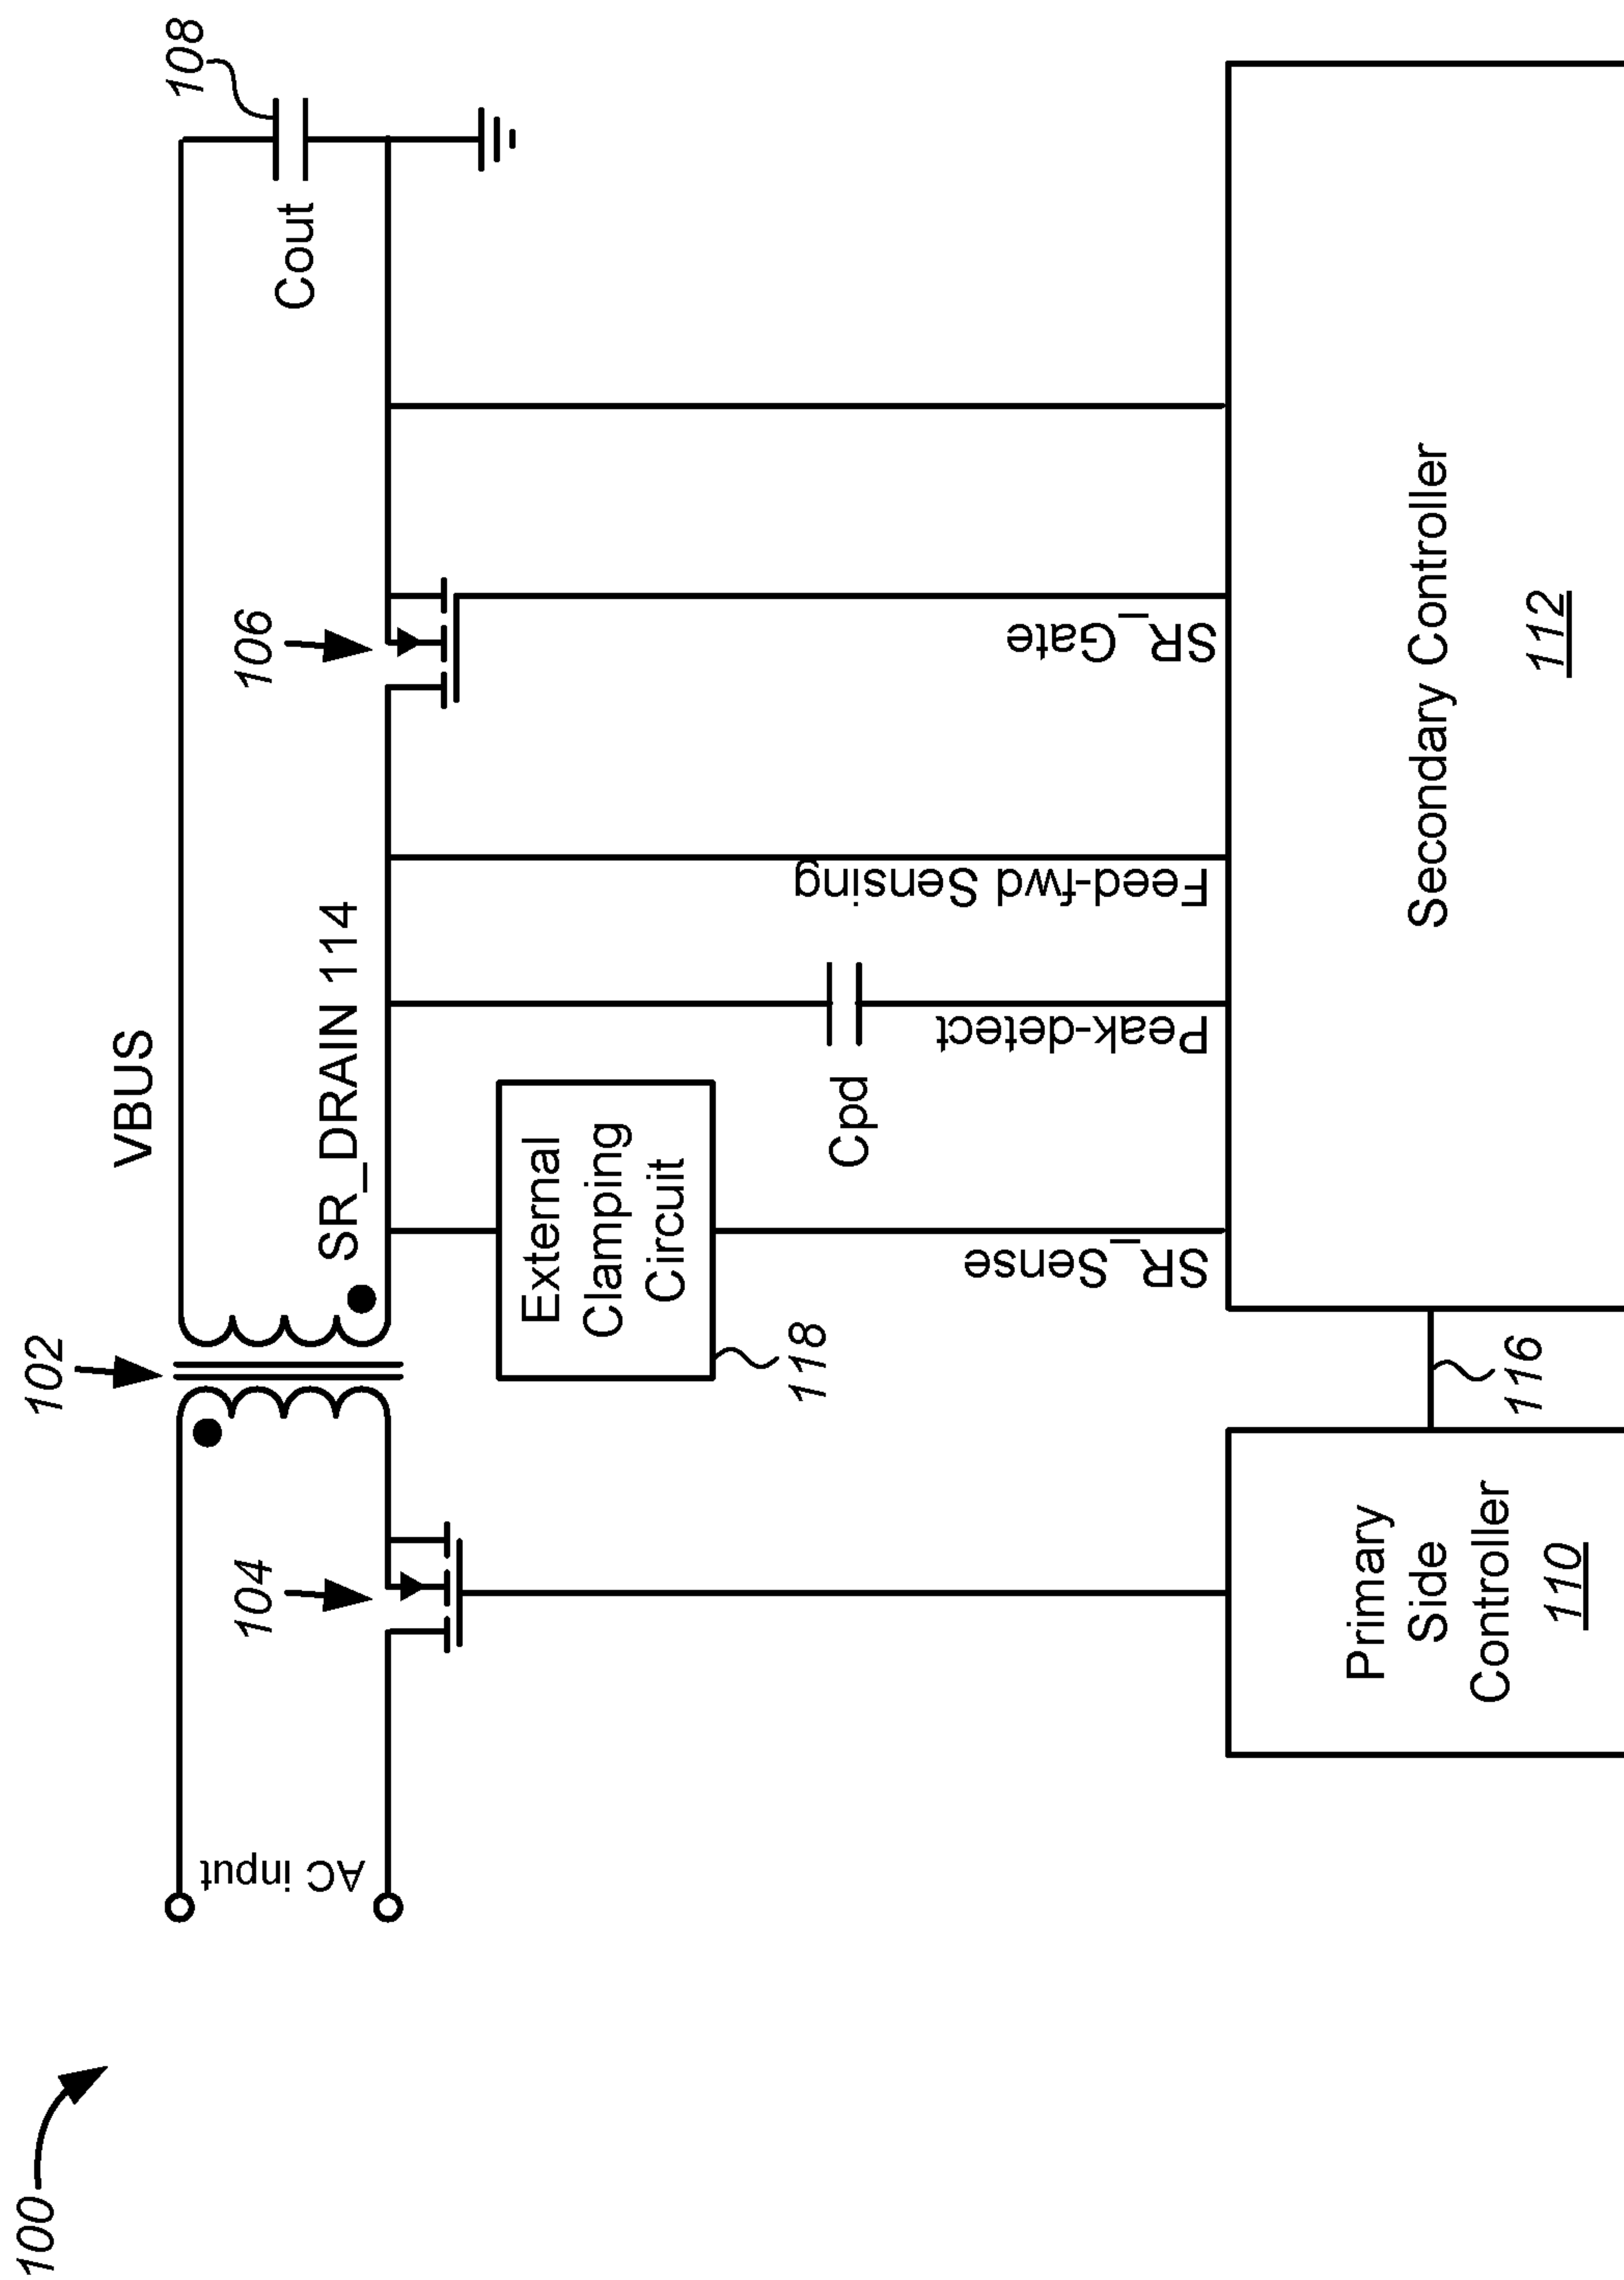 100
102
VBUS
108
Cout
104
106
SR_DRAIN 114
AC input
External
Clamping
Circuit
118
Cpd
SR_Sense
Peak-detect
Feed-fwd Sensing
SR_Gate
Primary
Side
Controller
110
116
Secondary Controller
112